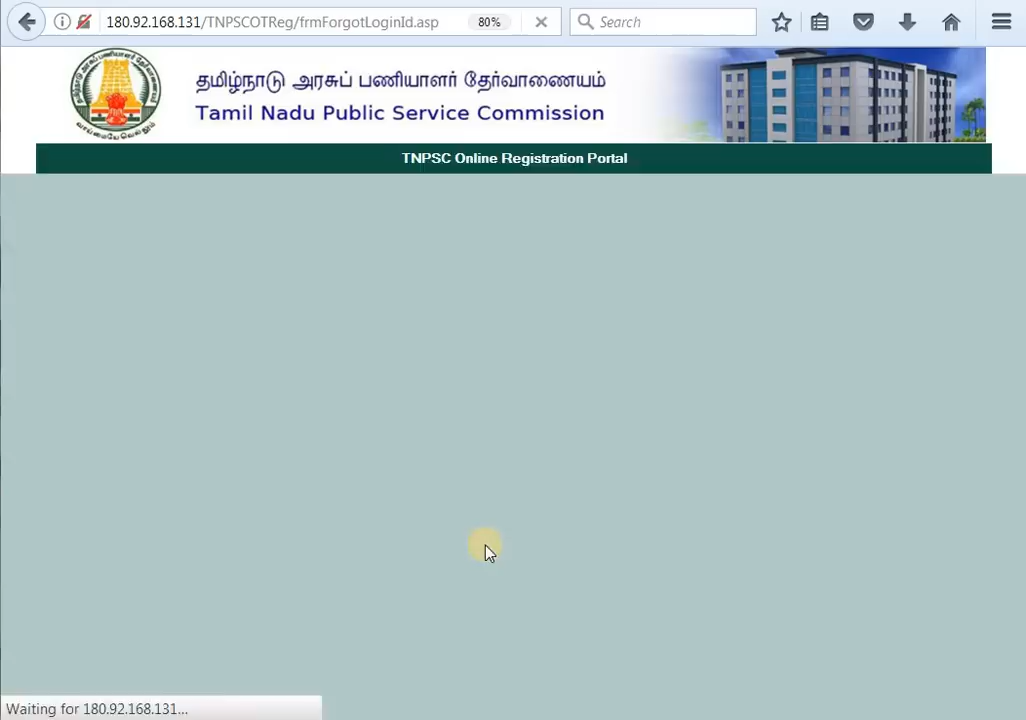 180.92.168.131/TNPSCOTReg/frmForgotLoginId.asp 80% Search
தமிழ்நாடு அரசுப் பணியாளர் தேர்வாணையம்
Tamil Nadu Public Service Commission
வாய்மையே வெல்லும்
TNPSC Online Registration Portal
Waiting for 180.92.168.131...